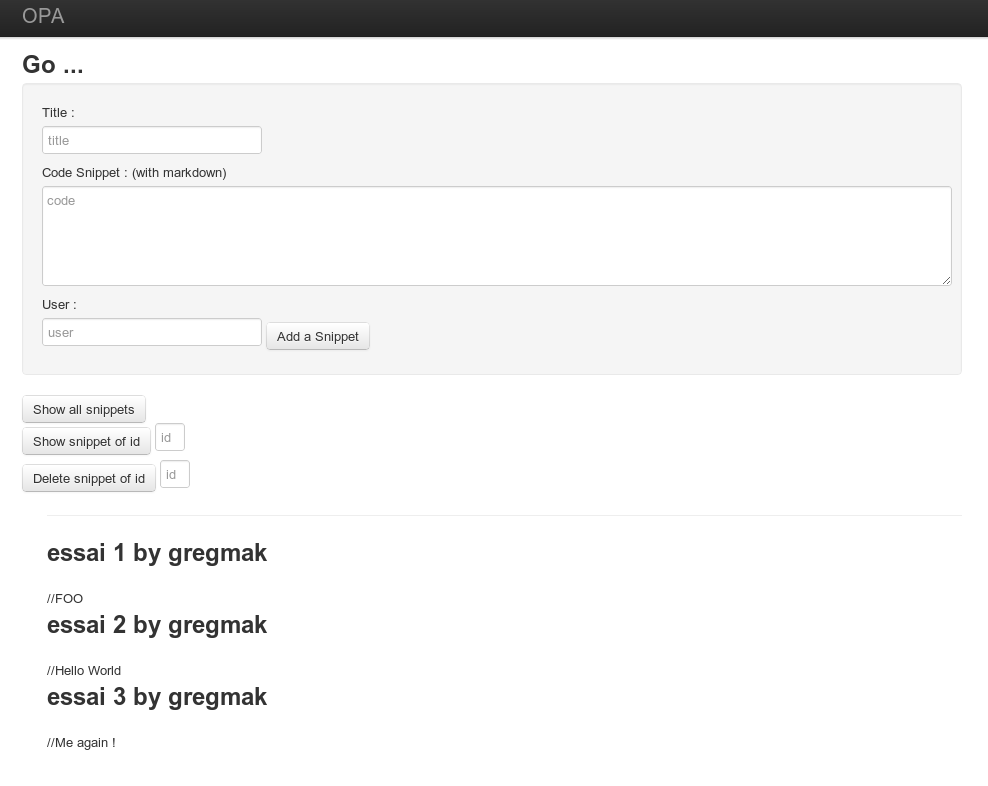 OPA
Go ...
Title :
title
Code Snippet : (with markdown)
code
User :
user Add a Snippet
Show all snippets
Show snippet of id id
Delete snippet of id id
essai 1 by gregmak
//FOO
essai 2 by gregmak
//Hello World
essai 3 by gregmak
//Me again !